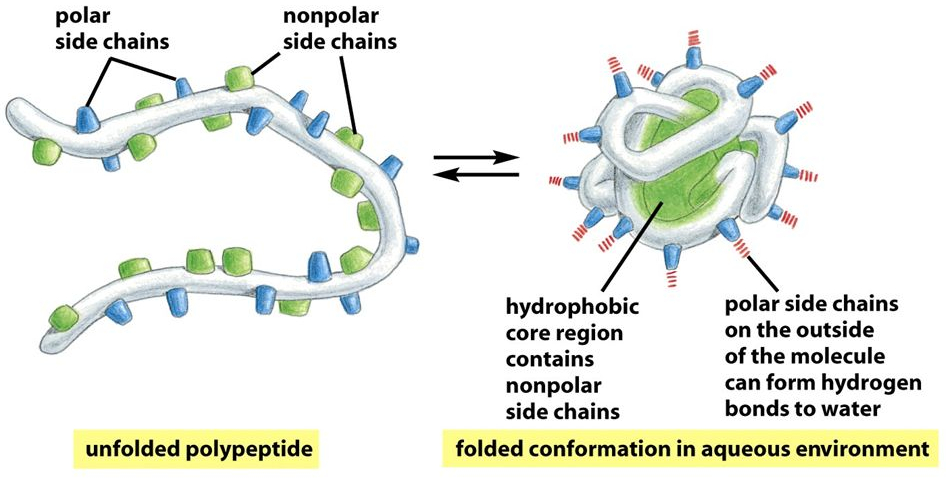 polar
side chains
nonpolar
side chains
hydrophobic
core region
contains
nonpolar
side chains
polar side chains
on the outside
of the molecule
can form hydrogen
bonds to water
unfolded polypeptide
folded conformation in aqueous environment